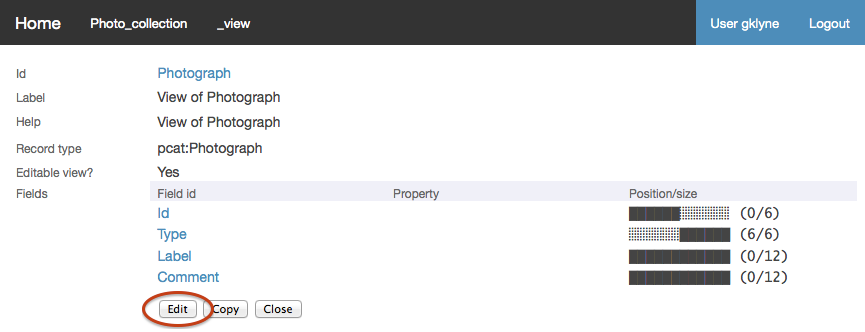 Home Photo_collection _view User gklyne Logout
Id Photograph
Label View of Photograph
Help View of Photograph
Record type pcat:Photograph
Editable view? Yes
Fields Field id Property Position/size
Id (0/6)
Type (6/6)
Label (0/12)
Comment (0/12)
Edit Copy Close